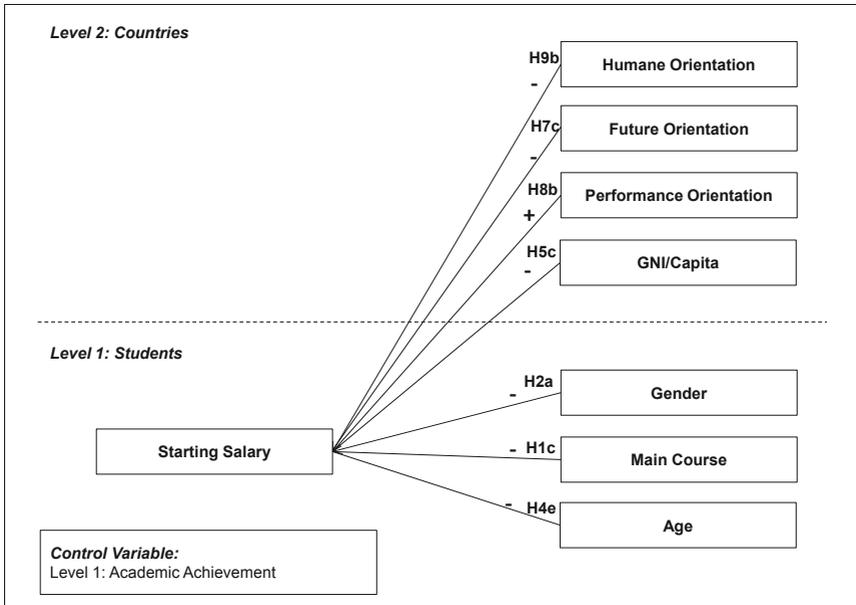 Level 2: Countries
H9b
-
Humane Orientation
H7c
-
Future Orientation
H8b
+
Performance Orientation
H5c
-
GNI/Capita
Level 1: Students
H2a
-
Gender
Starting Salary
- H1c
Main Course
- H4e
Age
Control Variable:
Level 1: Academic Achievement